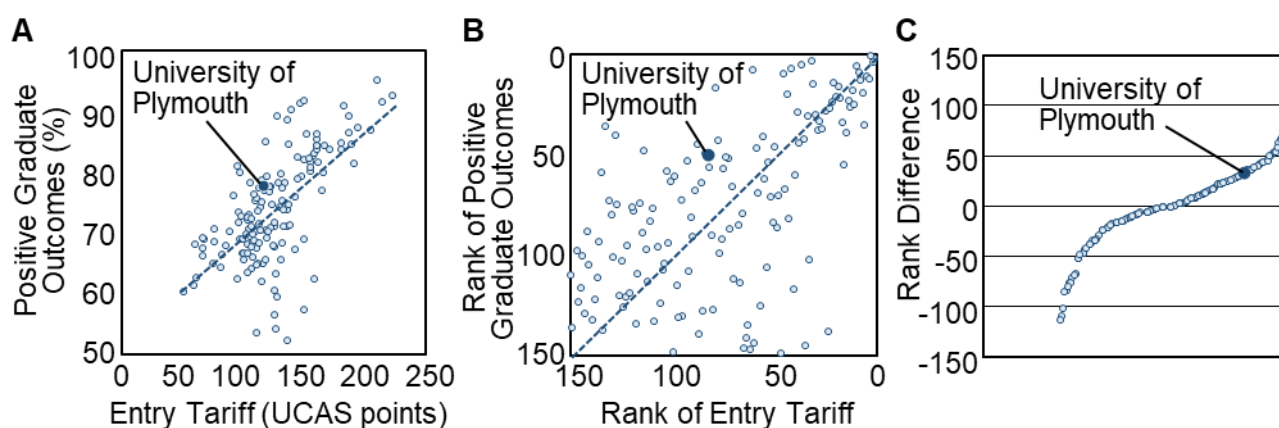 A
Positive Graduate
Outcomes (%)
100
90
80
70
60
50
University of
Plymouth
0 50 100 150 200 250
Entry Tariff (UCAS points)
B
Rank of Positive
Graduate Outcomes
0
50
100
150
University of
Plymouth
150 100 50 0
Rank of Entry Tariff
C
Rank Difference
150
100
50
0
-50
-100
-150
University of
Plymouth